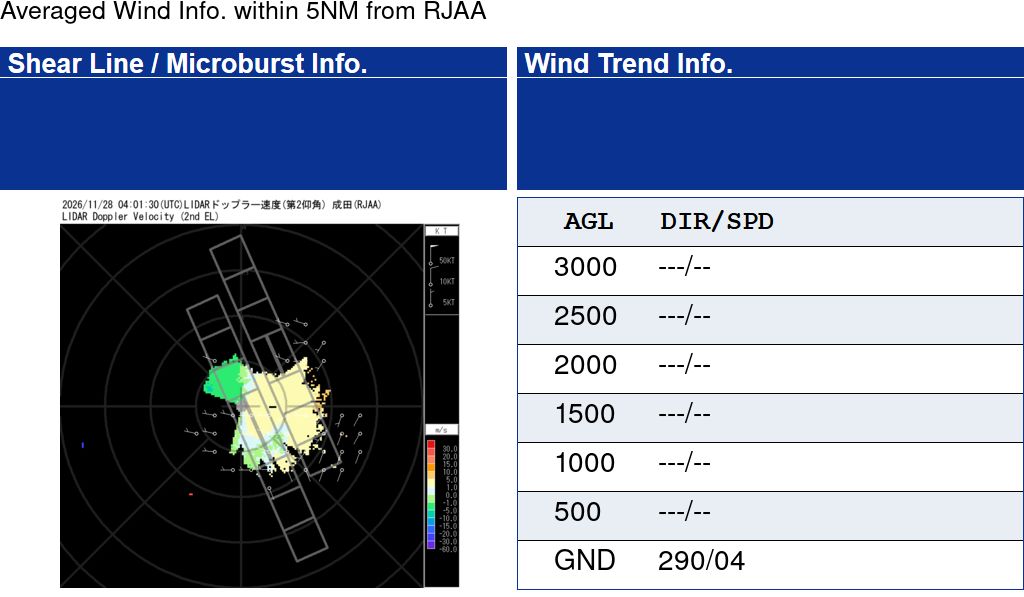 Averaged Wind Info. within 5NM from RJAA
Shear Line / Microburst Info.
Wind Trend Info.
2026/11/28 04:01:30(UTC)LIDARドップラー速度(第2仰角) 成田(RJAA)
LIDAR Doppler Velocity (2nd EL)
KT
50KT
10KT
5KT
m/s
30.0
20.0
15.0
10.0
5.0
1.0
0.0
-1.0
-5.0
-10.0
-15.0
-20.0
-30.0
-60.0
AGL DIR/SPD
3000 ---/--
2500 ---/--
2000 ---/--
1500 ---/--
1000 ---/--
500 ---/--
GND 290/04